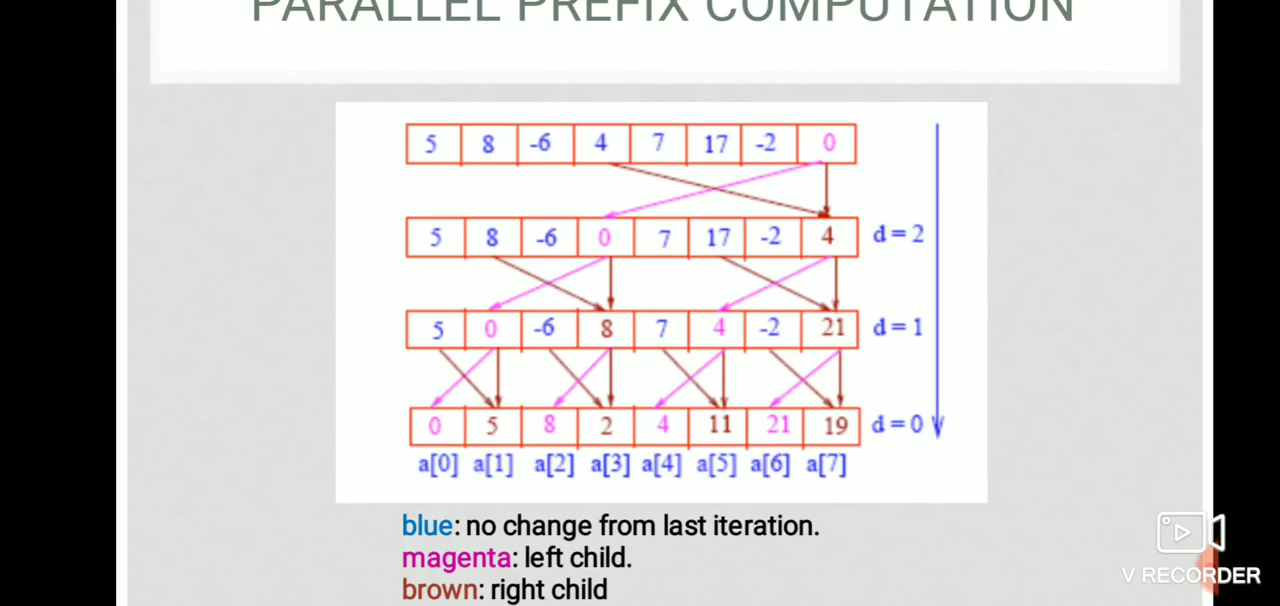 PARALLEL PREFIX COMPUTATION
5 8 -6 4 7 17 -2 0
5 8 -6 0 7 17 -2 4 d = 2
5 0 -6 8 7 4 -2 21 d = 1
0 5 8 2 4 11 21 19 d = 0
a[0] a[1] a[2] a[3] a[4] a[5] a[6] a[7]
blue: no change from last iteration.
magenta: left child.
brown: right child
V RECORDER